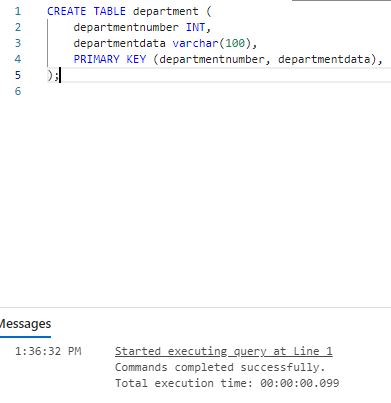 1 CREATE TABLE department (
2 departmentnumber INT,
3 departmentdata varchar(100),
4 PRIMARY KEY (departmentnumber, departmentdata),
5 );
6
Messages
1:36:32 PM Started executing query at Line 1
Commands completed successfully.
Total execution time: 00:00:00.099